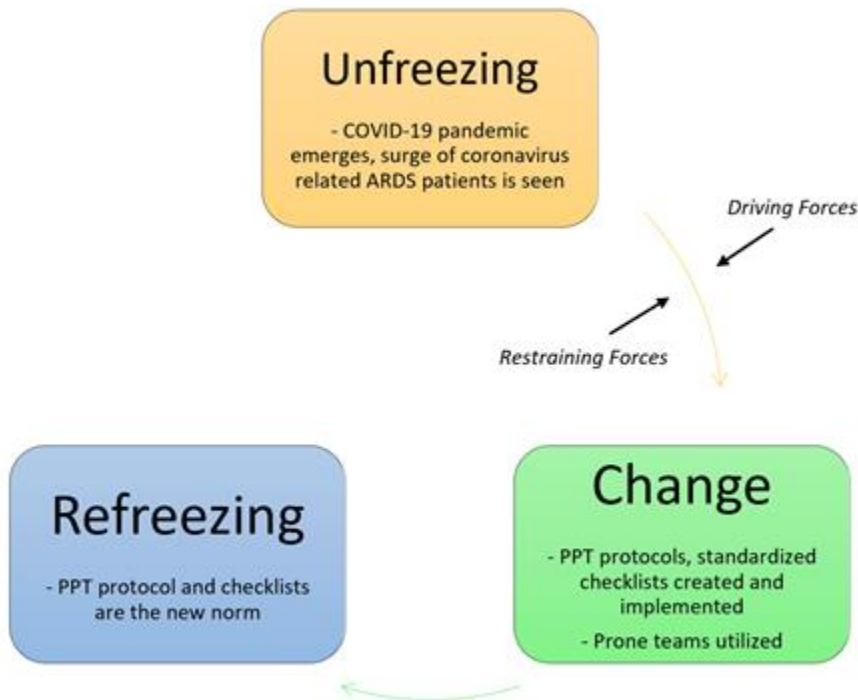 Unfreezing
- COVID-19 pandemic
emerges, surge of coronavirus
related ARDS patients is seen
Driving Forces
Restraining Forces
Change
- PPT protocols, standardized
checklists created and
implemented
- Prone teams utilized
Refreezing
- PPT protocol and checklists
are the new norm